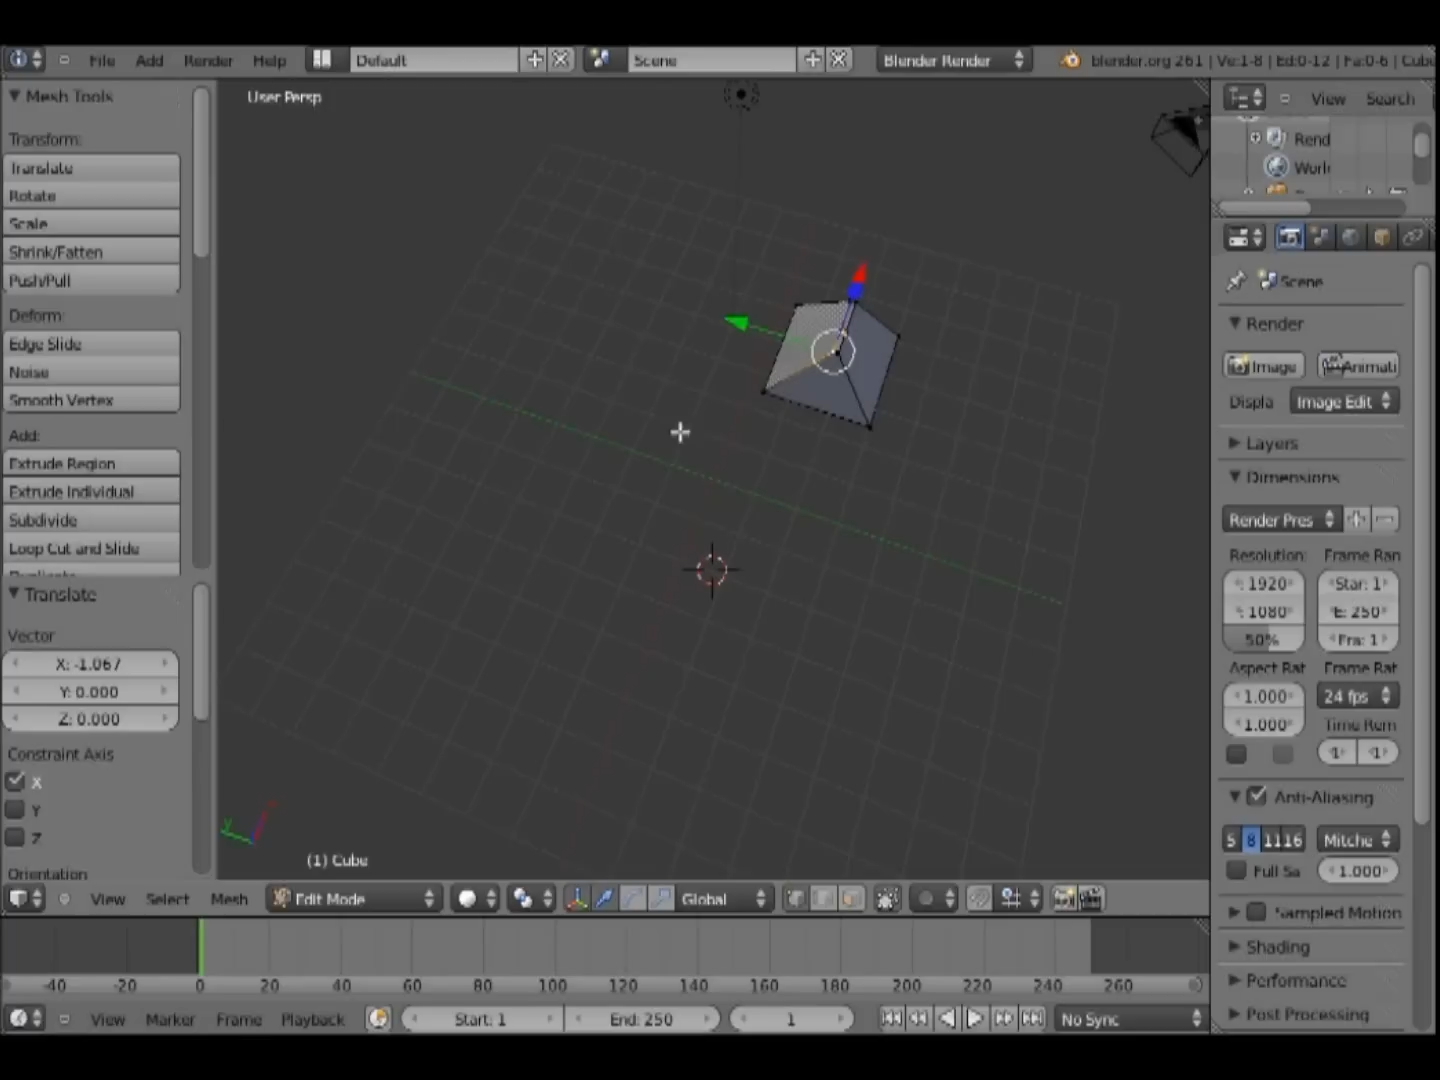 File Add Render Help Default Scene Blender Render blender.org 261 | Ve:1-8 | Ed:0-12 | Fa:0-6 | Cub
Mesh Tools
Transform:
Translate
Rotate
Scale
Shrink/Fatten
Push/Pull
Deform:
Edge Slide
Noise
Smooth Vertex
Add:
Extrude Region
Extrude Individual
Subdivide
Loop Cut and Slide
Translate
Vector
X: -1.067
Y: 0.000
Z: 0.000
Constraint Axis
X
Y
Z
Orientation
User Persp
y
(1) Cube
View Select Mesh Edit Mode Global
-40 -20 0 20 40 60 80 100 120 140 160 180 200 220 240 260
View Marker Frame Playback Start: 1 End: 250 1 No Sync
View Search
Rend
Worl
Scene
Render
Image Animati
Displa Image Edit
Layers
Dimensions
Render Pres
Resolution: Frame Ran
: 1920 Star: 1
: 1080 E: 250
50% Fra: 1
Aspect Rat Frame Rat
1.000 24 fps
1.000 Time Rem
1 1
Anti-Aliasing
5 8 11 16 Mitche
Full Sa 1.000
Sampled Motion
Shading
Performance
Post Processing